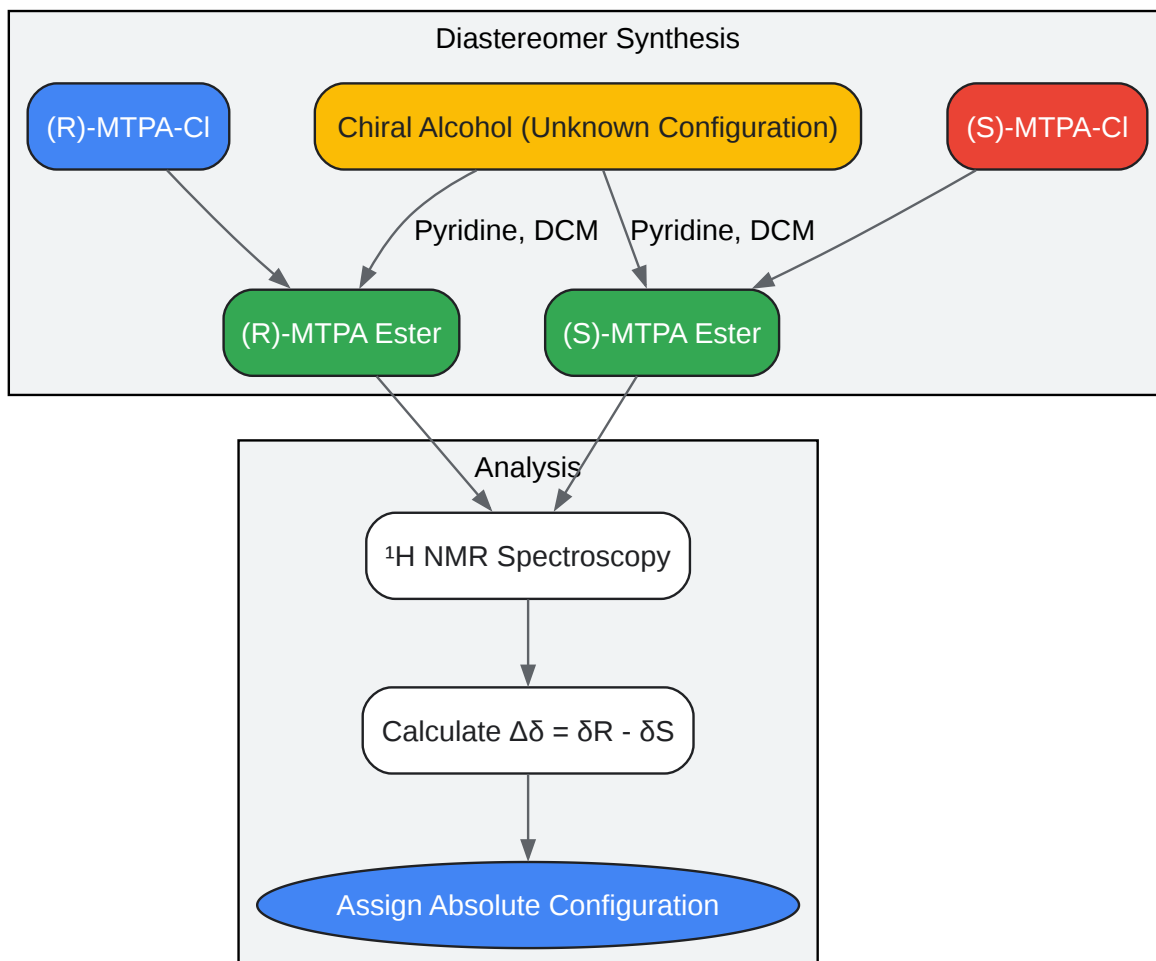 Diastereomer Synthesis
(R)-MTPA-Cl
Chiral Alcohol (Unknown Configuration)
(S)-MTPA-Cl
Pyridine, DCM
Pyridine, DCM
(R)-MTPA Ester
(S)-MTPA Ester
Analysis
¹H NMR Spectroscopy
Calculate Δδ = δR - δS
Assign Absolute Configuration